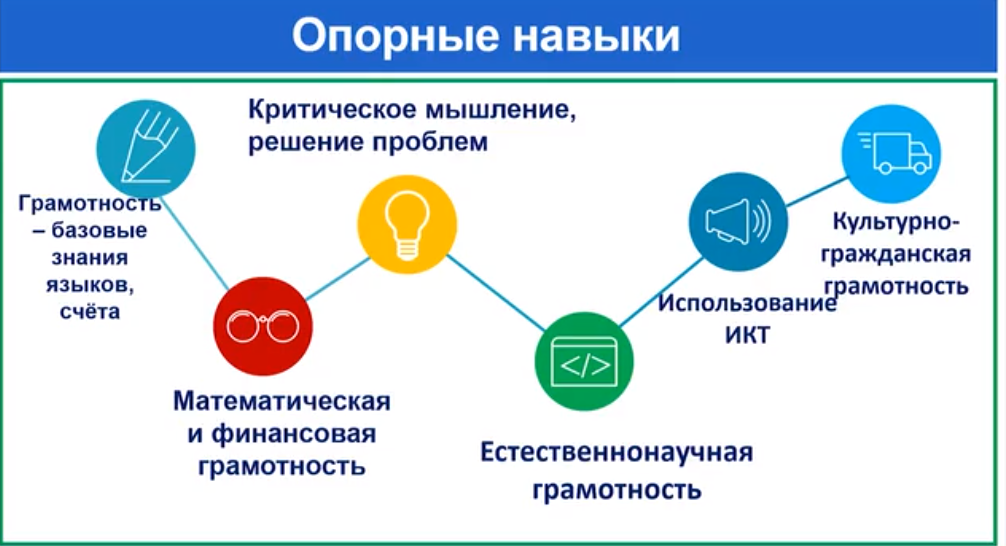 Опорные навыки
Критическое мышление,
решение проблем
Грамотность
– базовые
знания
языков,
счёта
Математическая
и финансовая
грамотность
</>
Естественнонаучная
грамотность
Использование
ИКТ
Культурно-
гражданская
грамотность